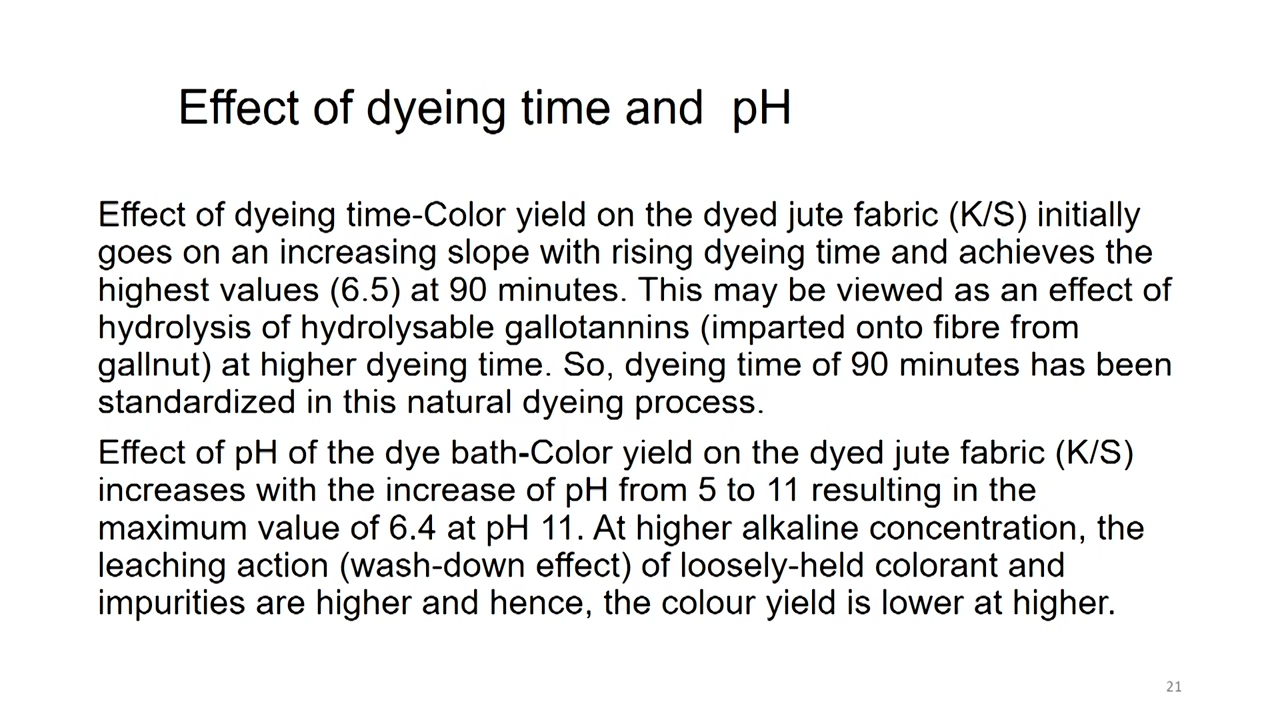 Effect of dyeing time and  pH
Effect of dyeing time-Color yield on the dyed jute fabric (K/S) initially
goes on an increasing slope with rising dyeing time and achieves the
highest values (6.5) at 90 minutes. This may be viewed as an effect of
hydrolysis of hydrolysable gallotannins (imparted onto fibre from
gallnut) at higher dyeing time. So, dyeing time of 90 minutes has been
standardized in this natural dyeing process.
Effect of pH of the dye bath-Color yield on the dyed jute fabric (K/S)
increases with the increase of pH from 5 to 11 resulting in the
maximum value of 6.4 at pH 11. At higher alkaline concentration, the
leaching action (wash-down effect) of loosely-held colorant and
impurities are higher and hence, the colour yield is lower at higher.
21